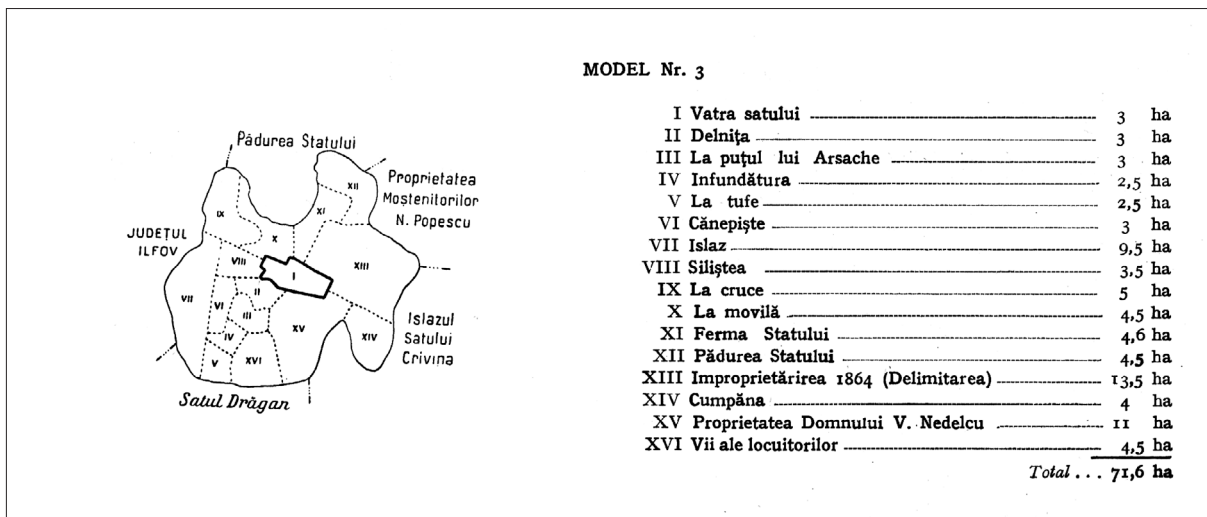 MODEL Nr. 3
I Vatra satului 3 ha
II Delnița 3 ha
III La puțul lui Arsache 3 ha
IV Infundătura 2,5 ha
V La tufe 2,5 ha
VI Cănepiște 3 ha
VII Islaz 9,5 ha
VIII Siliștea 3,5 ha
IX La cruce 5 ha
X La movilă 4,5 ha
XI Ferma Statului 4,6 ha
XII Pădurea Statului 4,5 ha
XIII Improprietărirea 1864 (Delimitarea) 13,5 ha
XIV Cumpăna 4 ha
XV Proprietatea Domnului V. Nedelcu 11 ha
XVI Vii ale locuitorilor 4,5 ha
Total ... 71,6 ha
Pădurea Statului
Proprietatea
Moștenitorilor
N. Popescu
JUDEȚUL
ILFOV
Islazul
Satului
Crivina
Satul Drăgan
XII
IX
XI
X
VIII
I
XIII
VII
II
VI
III
XV
IV
XIV
V
XVI